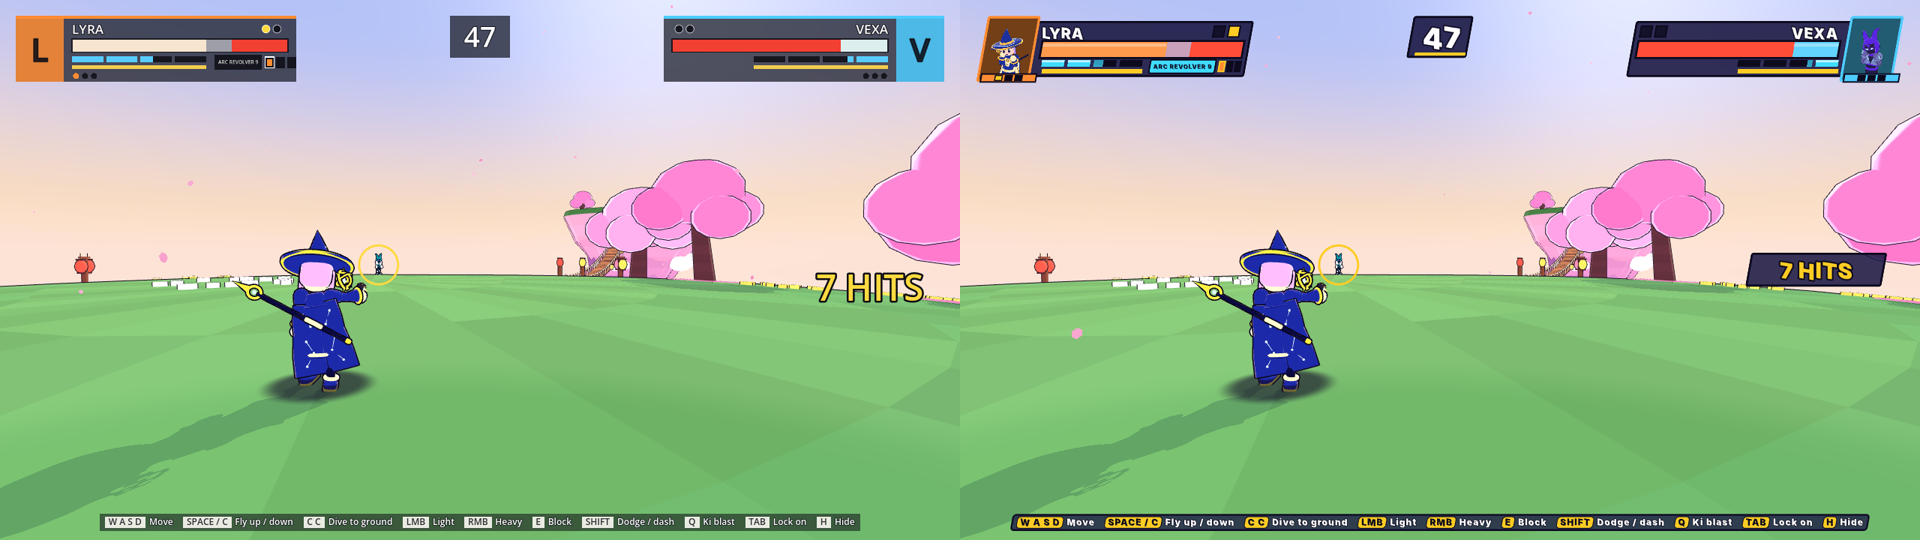 L
LYRA
ARC REVOLVER 9
47
VEXA
V
7 HITS
W A S D Move SPACE / C Fly up / down C C Dive to ground LMB Light RMB Heavy E Block SHIFT Dodge / dash Q Ki blast TAB Lock on H Hide
LYRA
ARC REVOLVER 9
47
VEXA
7 HITS
W A S D Move SPACE / C Fly up / down C C Dive to ground LMB Light RMB Heavy E Block SHIFT Dodge / dash Q Ki blast TAB Lock on H Hide